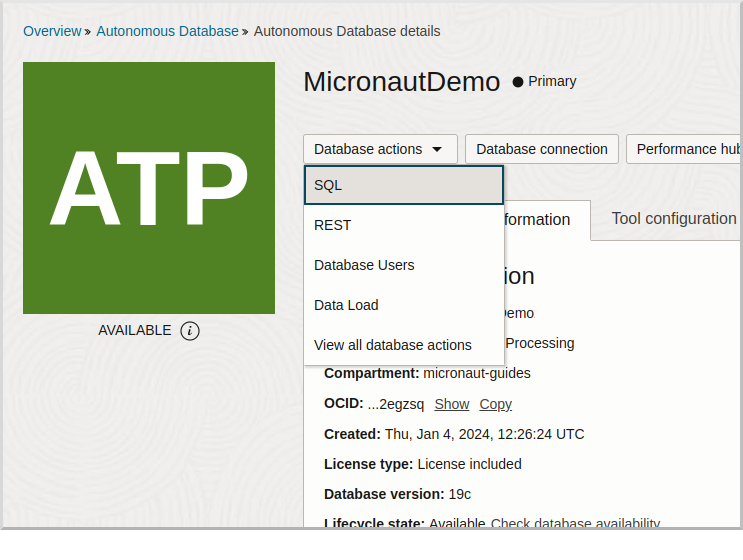 Overview » Autonomous Database » Autonomous Database details
ATP
AVAILABLE
MicronautDemo ● Primary
Database actions Database connection Performance hub
SQL
REST
Database Users
Data Load
View all database actions
formation Tool configuration
ion
Demo
Processing
Compartment: micronaut-guides
OCID: ...2egzsq Show Copy
Created: Thu, Jan 4, 2024, 12:26:24 UTC
License type: License included
Database version: 19c
Lifecycle state: Available Check database availability